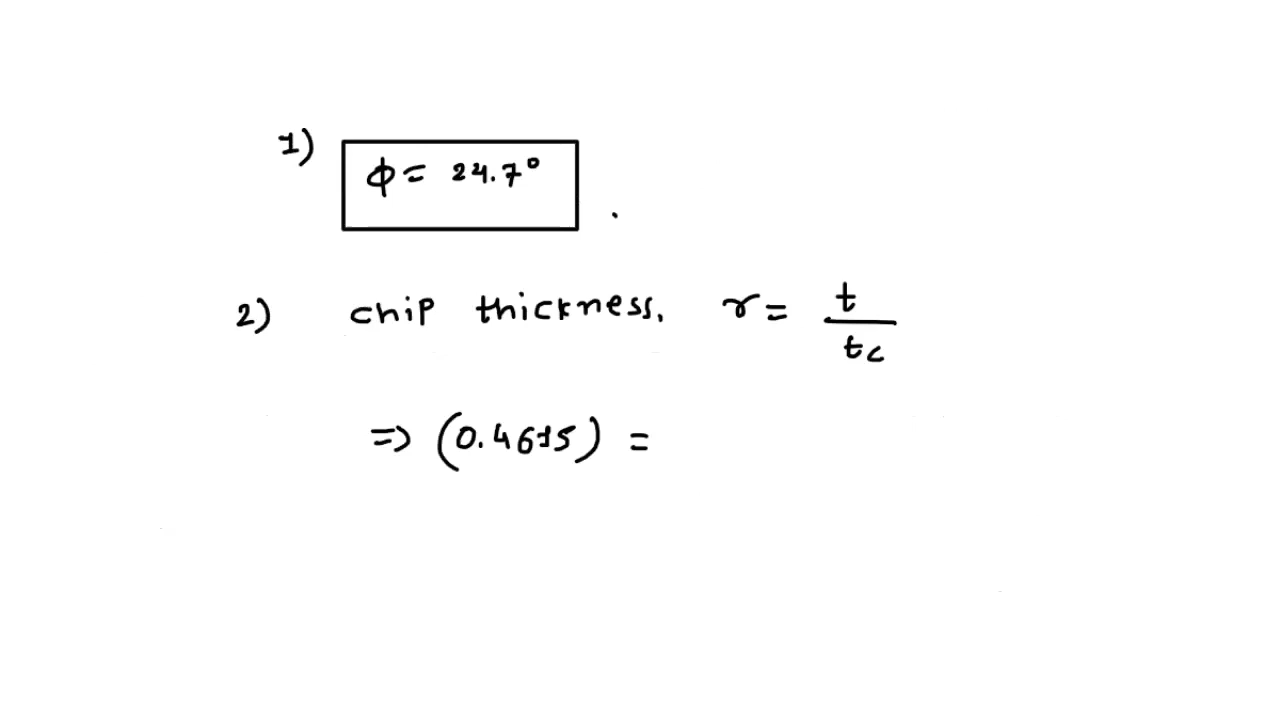 1) ϕ = 24.7°.
2) chip thickness, r = t/tc
=> (0.4615) =